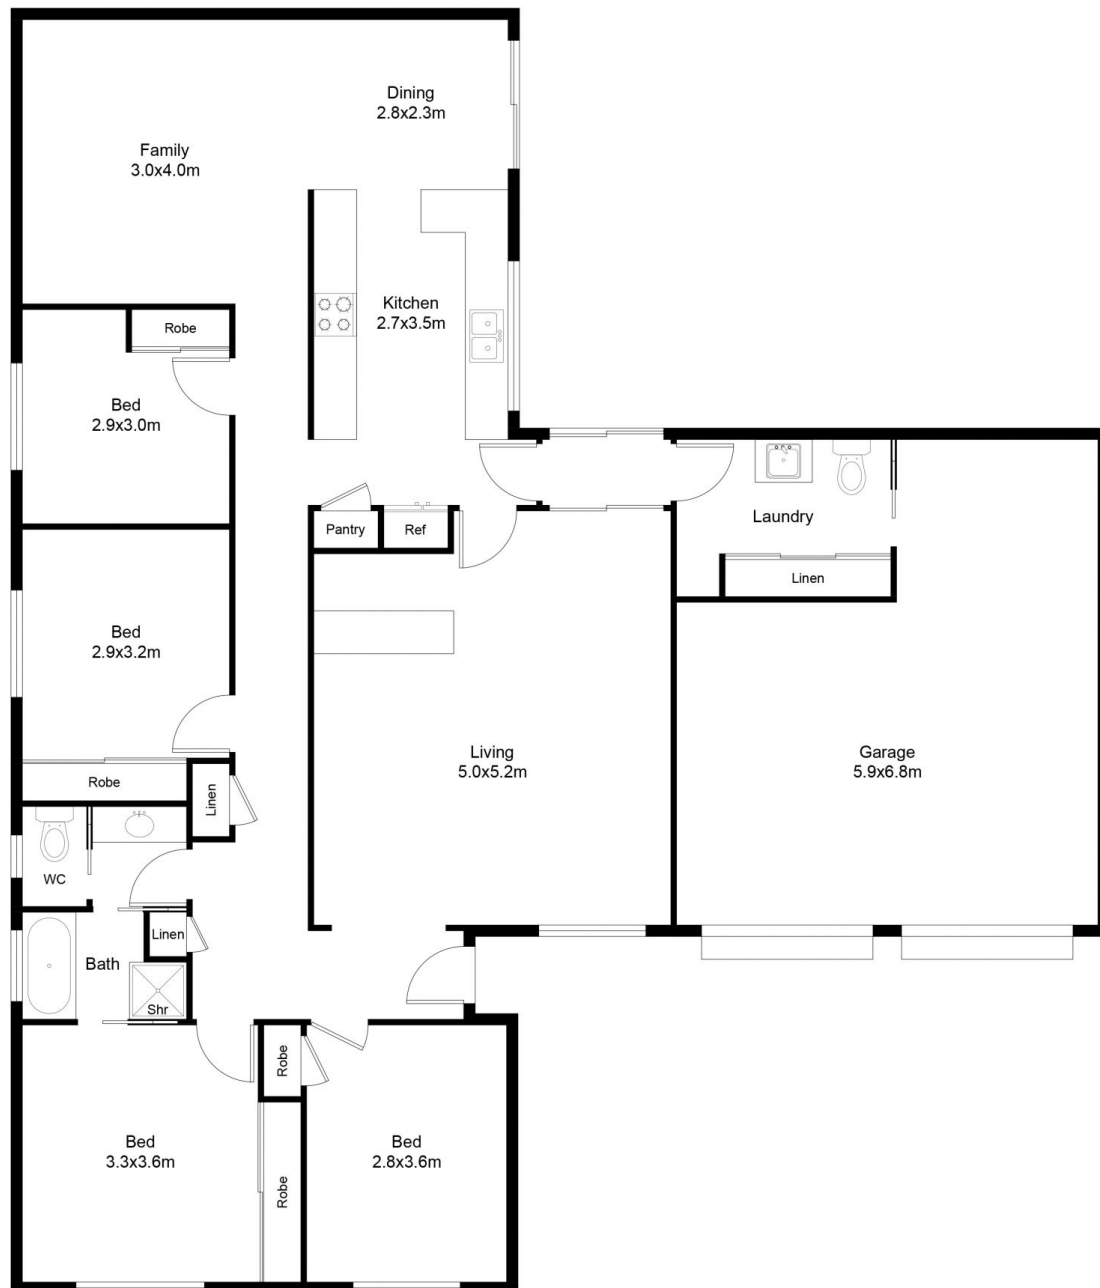 Dining
2.8x2.3m
Family
3.0x4.0m
Kitchen
2.7x3.5m
Robe
Bed
2.9x3.0m
Pantry
Ref
Laundry
Linen
Bed
2.9x3.2m
Robe
Linen
Living
5.0x5.2m
Garage
5.9x6.8m
WC
Linen
Bath
Shr
Robe
Bed
3.3x3.6m
Robe
Bed
2.8x3.6m